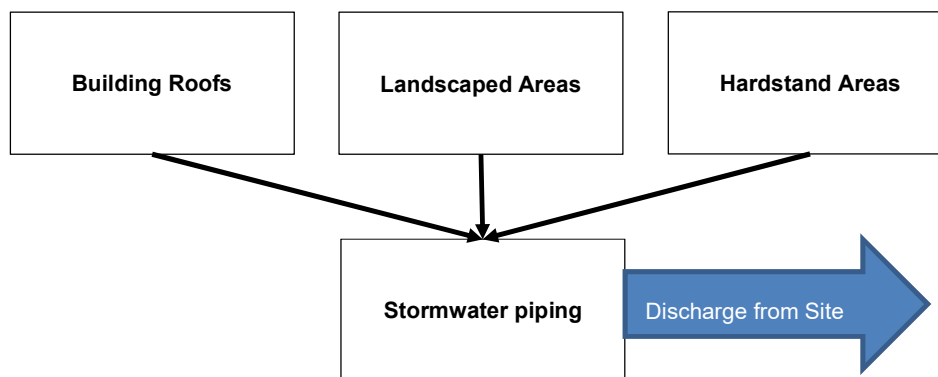 Building Roofs
Landscaped Areas
Hardstand Areas
Stormwater piping
Discharge from Site